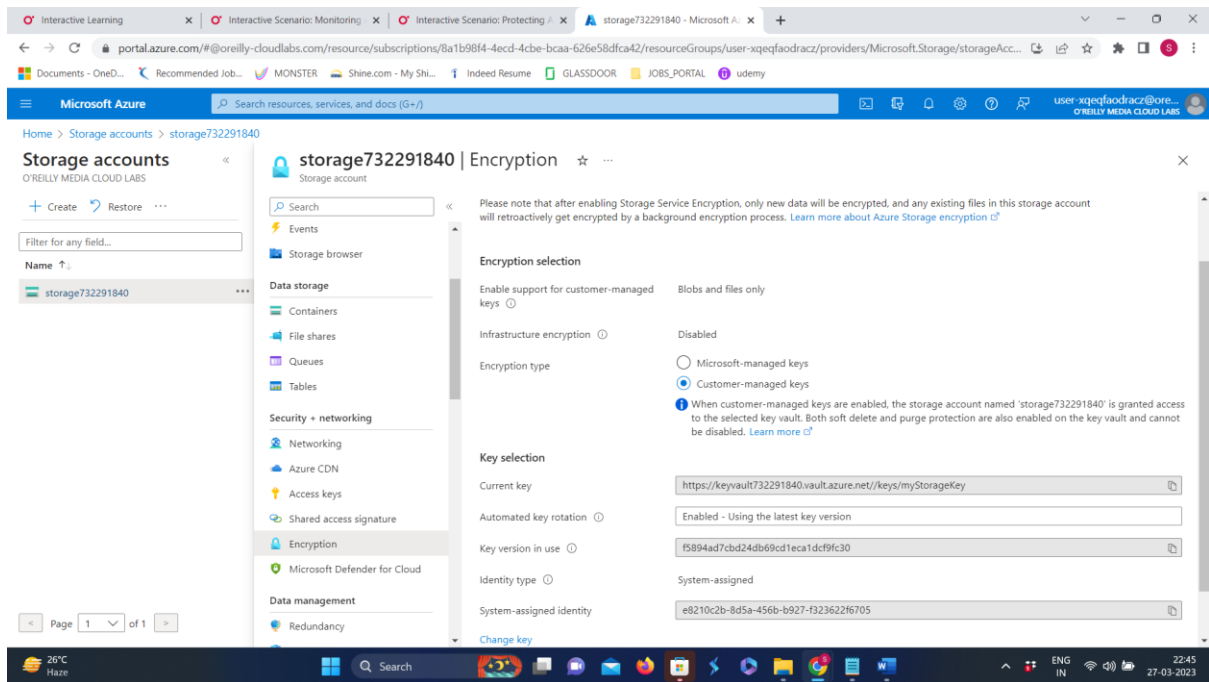 Interactive Learning
Interactive Scenario: Monitoring
Interactive Scenario: Protecting A
storage732291840 - Microsoft A
portal.azure.com/#@oreilly-cloudlabs.com/resource/subscriptions/8a1b98f4-4ecd-4cbe-bcaa-626e58dfca42/resourceGroups/user-xqeqfaodracz/providers/Microsoft.Storage/storageAcc...
S
Documents - OneD...
Recommended Job...
MONSTER
Shine.com - My Shi...
Indeed Resume
GLASSDOOR
JOBS_PORTAL
udemy
Microsoft Azure
Search resources, services, and docs (G+/)
user-xqeqfaodracz@ore...
O'REILLY MEDIA CLOUD LABS
Home > Storage accounts > storage732291840
Storage accounts
O'REILLY MEDIA CLOUD LABS
+ Create
Restore
...
Filter for any field...
Name ↑↓
storage732291840
...
< Page 1 of 1 >
storage732291840 | Encryption
...
Storage account
Search
Events
Storage browser
Data storage
Containers
File shares
Queues
Tables
Security + networking
Networking
Azure CDN
Access keys
Shared access signature
Encryption
Microsoft Defender for Cloud
Data management
Redundancy
Please note that after enabling Storage Service Encryption, only new data will be encrypted, and any existing files in this storage account
will retroactively get encrypted by a background encryption process. Learn more about Azure Storage encryption
Encryption selection
Enable support for customer-managed
keys
Blobs and files only
Infrastructure encryption
Disabled
Encryption type
Microsoft-managed keys
Customer-managed keys
When customer-managed keys are enabled, the storage account named 'storage732291840' is granted access
to the selected key vault. Both soft delete and purge protection are also enabled on the key vault and cannot
be disabled. Learn more
Key selection
Current key
https://keyvault732291840.vault.azure.net//keys/myStorageKey
Automated key rotation
Enabled - Using the latest key version
Key version in use
f5894ad7cbd24db69cd1eca1dcf9fc30
Identity type
System-assigned
System-assigned identity
e8210c2b-8d5a-456b-b927-f323622f6705
Change key
26°C
Haze
Search
ENG
IN
22:45
27-03-2023